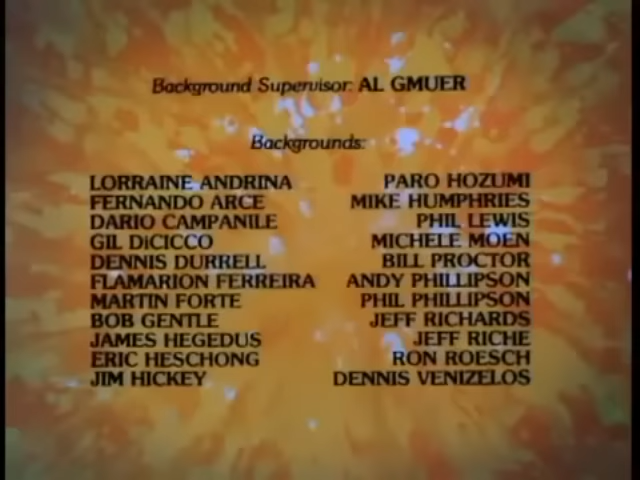 Background Supervisor: AL GMUER
Backgrounds:
LORRAINE ANDRINA
FERNANDO ARCE
DARIO CAMPANILE
GIL DiCICCO
DENNIS DURRELL
FLAMARION FERREIRA
MARTIN FORTE
BOB GENTLE
JAMES HEGEDUS
ERIC HESCHONG
JIM HICKEY
PARO HOZUMI
MIKE HUMPHRIES
PHIL LEWIS
MICHELE MOEN
BILL PROCTOR
ANDY PHILLIPSON
PHIL PHILLIPSON
JEFF RICHARDS
JEFF RICHE
RON ROESCH
DENNIS VENIZELOS